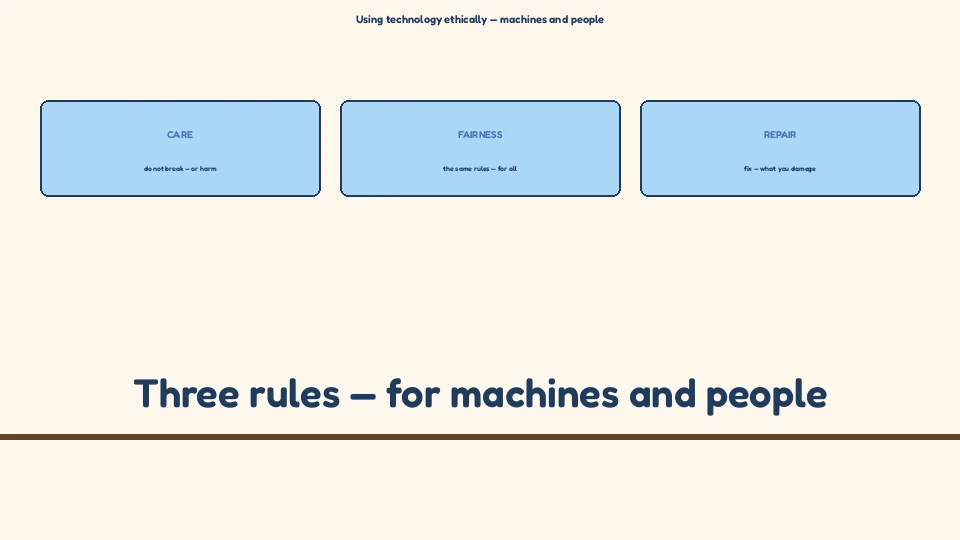 Using technology ethically — machines and people
CARE
do not break — or harm
FAIRNESS
the same rules — for all
REPAIR
fix — what you damage
Three rules — for machines and people